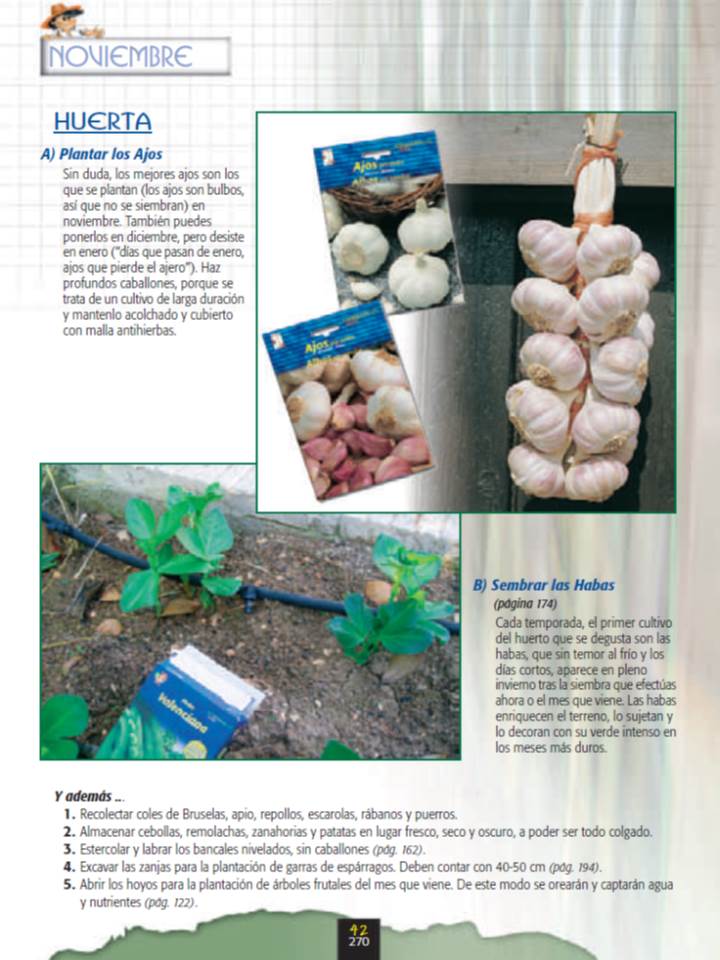 NOVIEMBRE
HUERTA
A) Plantar los Ajos
Sin duda, los mejores ajos son los
que se plantan (los ajos son bulbos,
así que no se siembran) en
noviembre. También puedes
ponerlos en diciembre, pero desiste
en enero ("días que pasan de enero,
ajos que pierde el ajero"). Haz
profundos caballones, porque se
trata de un cultivo de larga duración
y mantenlo acolchado y cubierto
con malla antihierbas.
Ajos
Ajos
Valenciana
B) Sembrar las Habas
(página 174)
Cada temporada, el primer cultivo
del huerto que se degusta son las
habas, que sin temor al frío y los
días cortos, aparece en pleno
invierno tras la siembra que efectúas
ahora o el mes que viene. Las habas
enriquecen el terreno, lo sujetan y
lo decoran con su verde intenso en
los meses más duros.
Y además ...
1. Recolectar coles de Bruselas, apio, repollos, escarolas, rábanos y puerros.
2. Almacenar cebollas, remolachas, zanahorias y patatas en lugar fresco, seco y oscuro, a poder ser todo colgado.
3. Estercolar y labrar los bancales nivelados, sin caballones (pág. 162).
4. Excavar las zanjas para la plantación de garras de espárragos. Deben contar con 40-50 cm (pág. 194).
5. Abrir los hoyos para la plantación de árboles frutales del mes que viene. De este modo se orearán y captarán agua
y nutrientes (pág. 122).
42
270